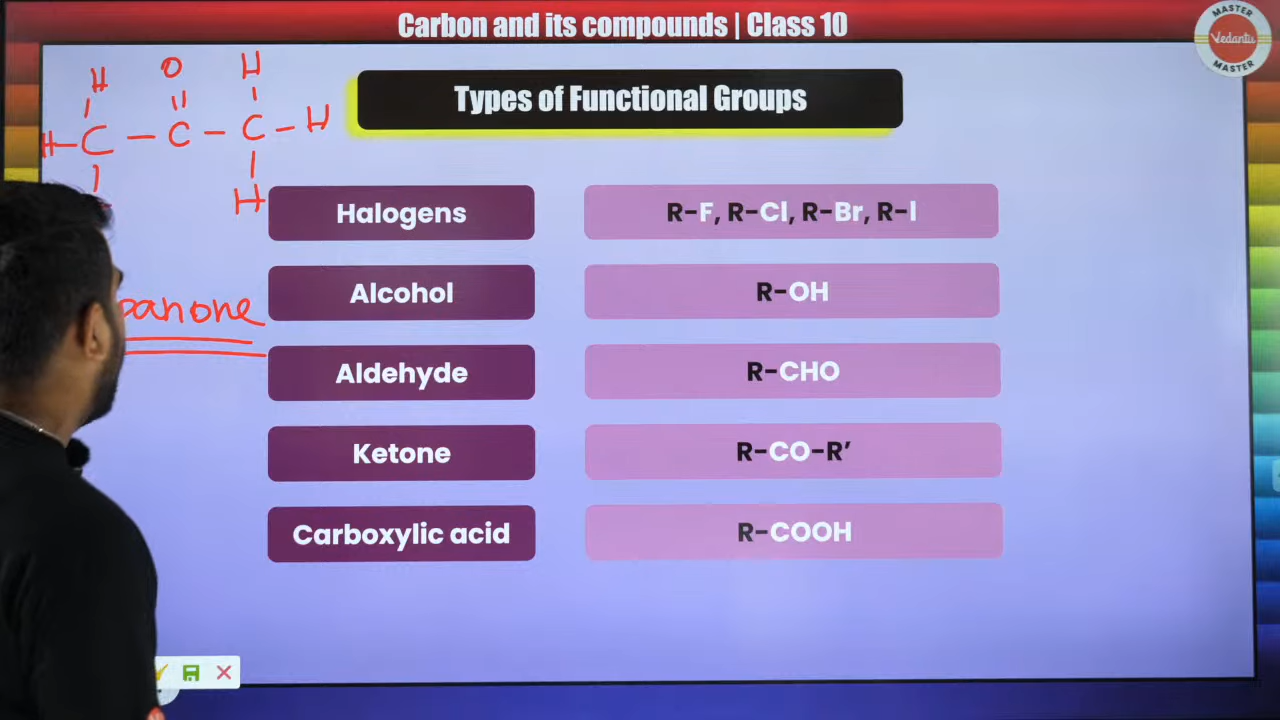 Carbon and its compounds | Class 10
MASTER
Vedantu
MASTER
Types of Functional Groups
H O H
H-C-C-C-H
H
Halogens R-F, R-Cl, R-Br, R-I
Alcohol R-OH
panone
Aldehyde R-CHO
Ketone R-CO-R’
Carboxylic acid R-COOH